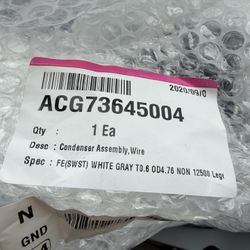 2020/09/0
ACG73645004
Qty : 1 Ea
Desc : Condenser Assembly,Wire
Spec : FE(SWST) WHITE GRAY T0.6 OD4.76 NON 12500 Legs
N
GND